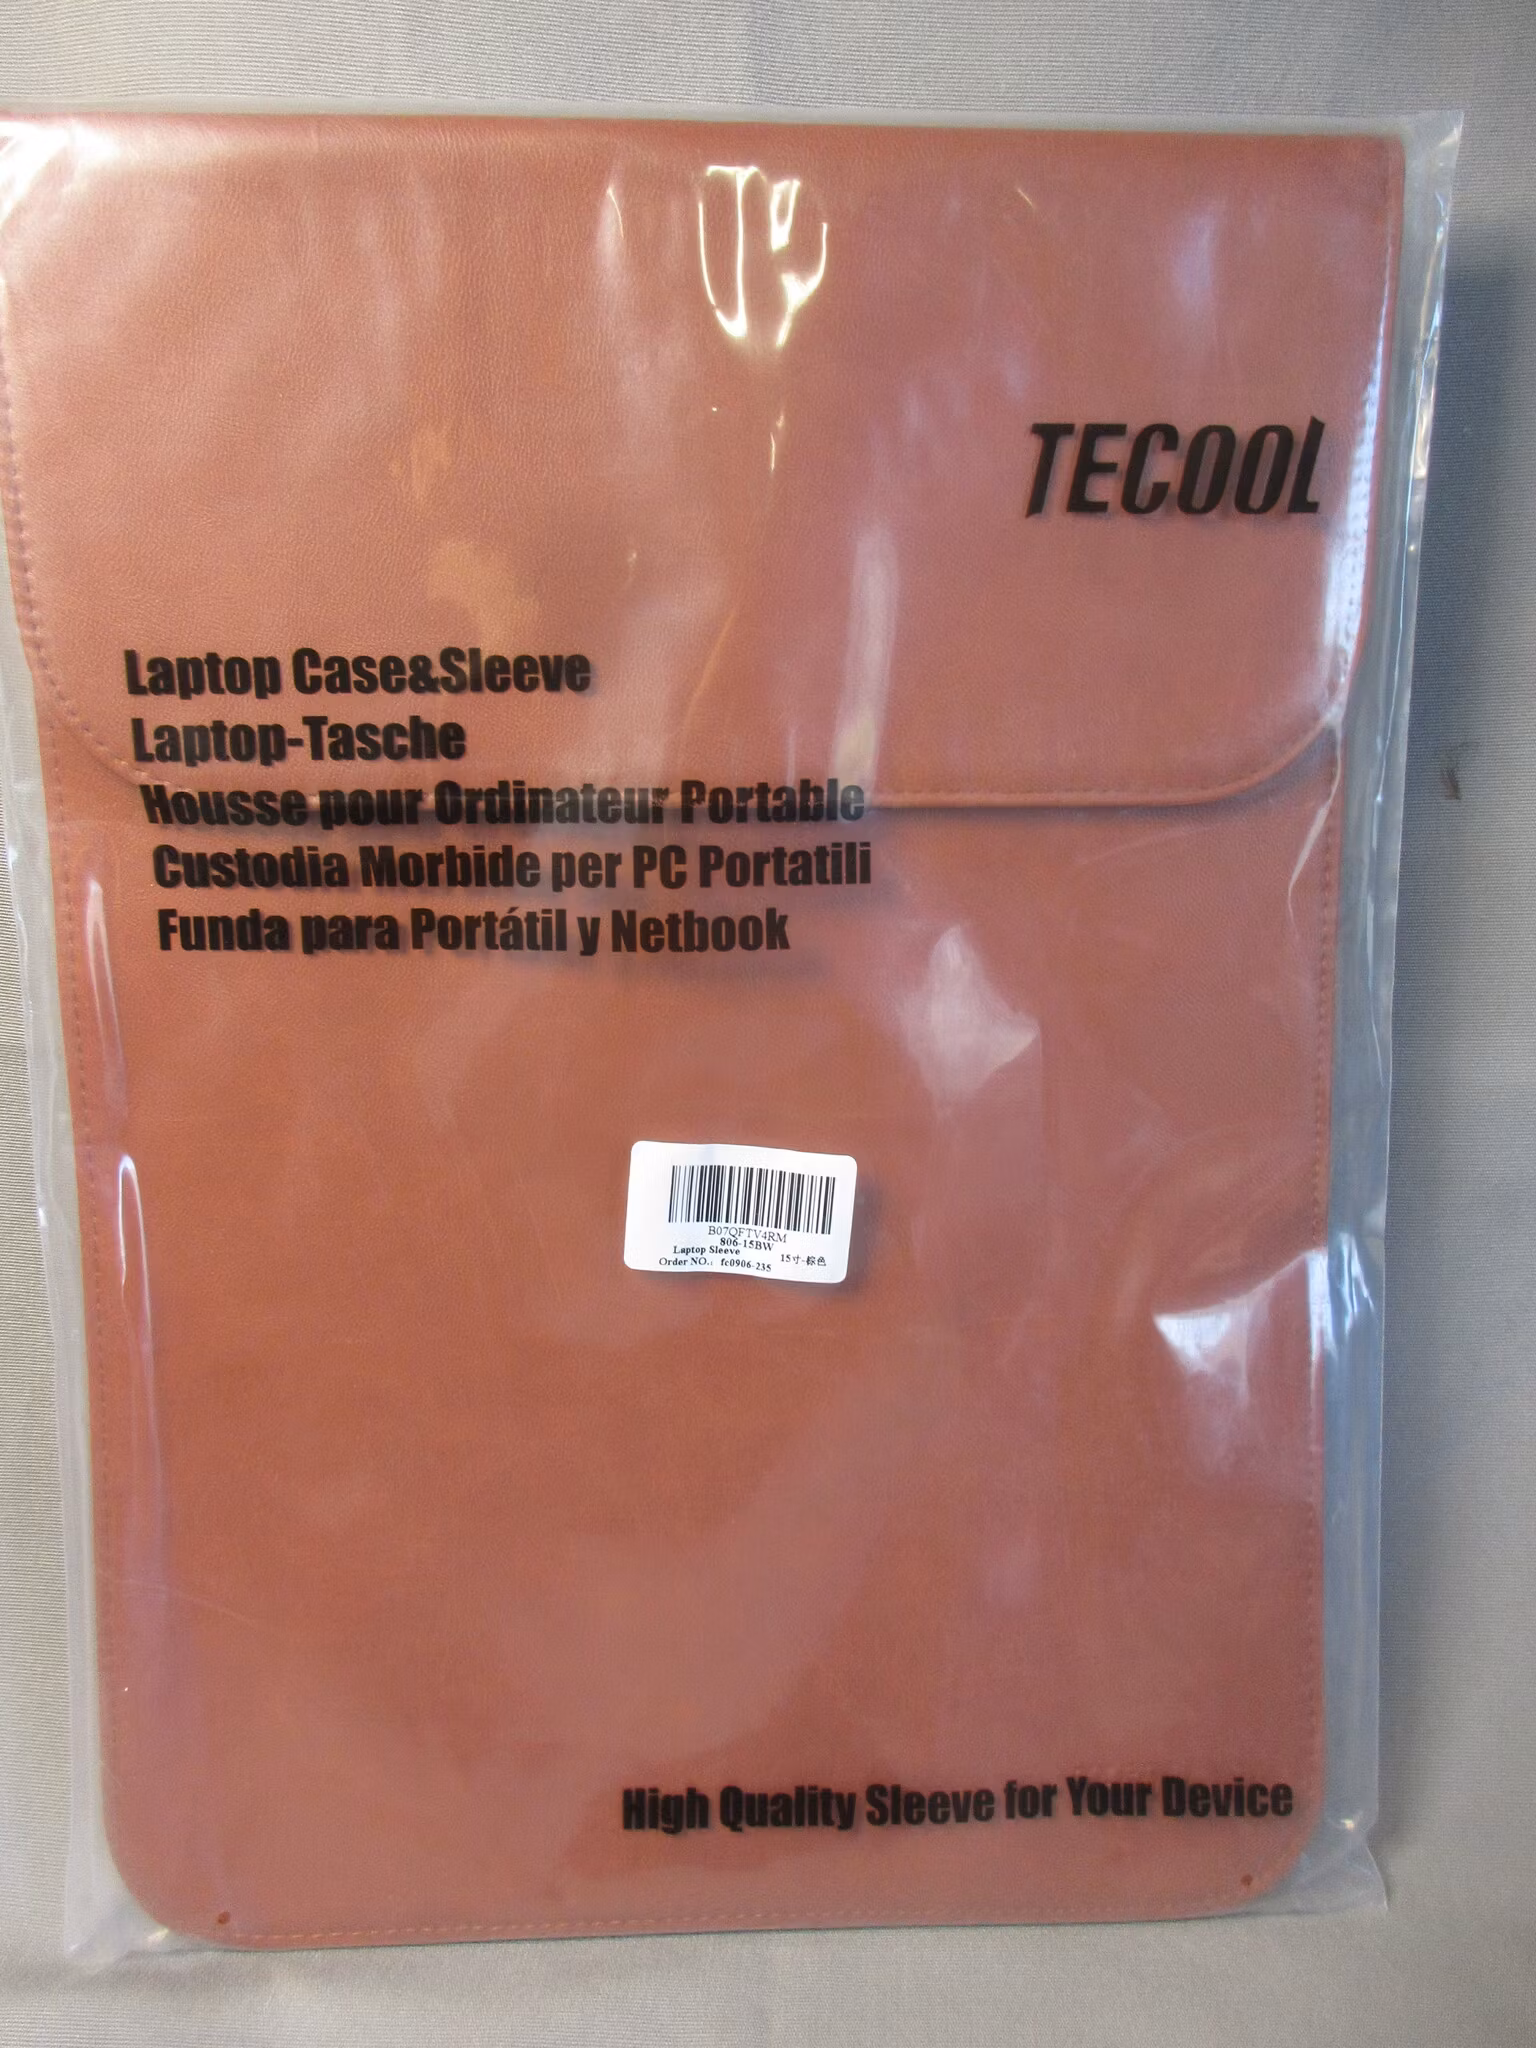 TECOOL
Laptop Case&Sleeve
Laptop-Tasche
Housse pour Ordinateur Portable
Custodia Morbide per PC Portatili
Funda para Portátil y Netbook
B07QFTV4RM
806-15BW
Laptop Sleeve 15寸-棕色
Order NO.: fc0906-235
High Quality Sleeve for Your Device